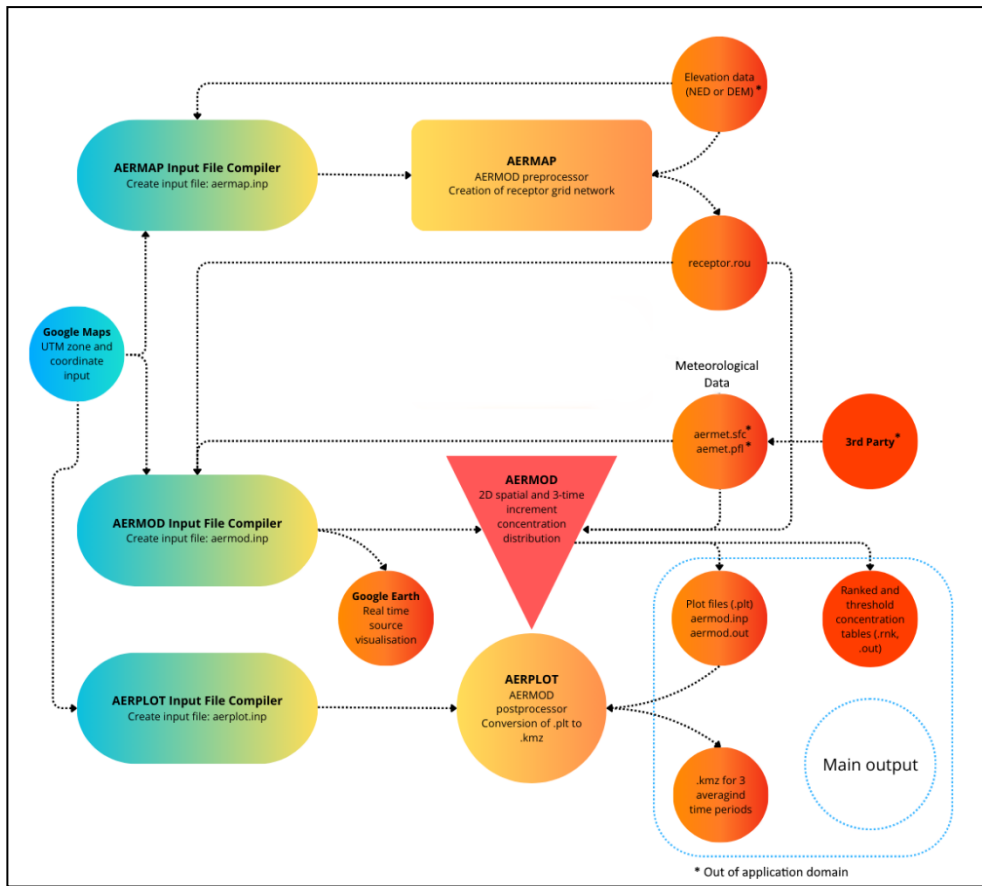 Elevation data
(NED or DEM) *
AERMAP Input File Compiler
Create input file: aermap.inp
AERMAP
AERMOD preprocessor
Creation of receptor grid network
receptor.rou
Google Maps
UTM zone and
coordinate
input
Meteorological
Data
aermet.sfc*
aemet.pfl*
3rd Party*
AERMOD Input File Compiler
Create input file: aermod.inp
AERMOD
2D spatial and 3-time
increment
concentration
distribution
Google Earth
Real time
source
visualisation
Plot files (.plt)
aermod.inp
aermod.out
Ranked and
threshold
concentration
tables (.rnk,
.out)
AERPLOT Input File Compiler
Create input file: aerplot.inp
AERPLOT
AERMOD
postprocessor
Conversion of .plt to
.kmz
.kmz for 3
averagind
time periods
Main output
* Out of application domain